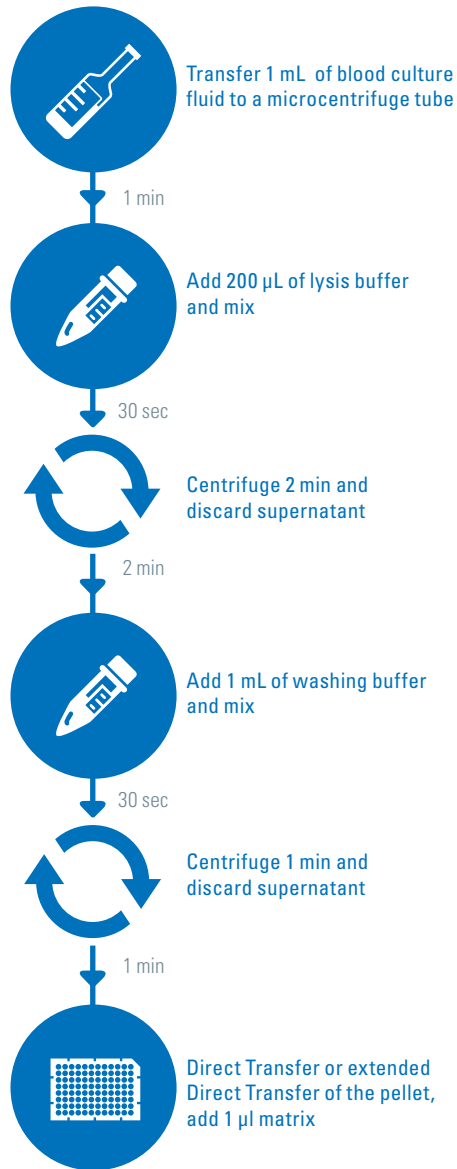 Transfer 1 mL of blood culture
fluid to a microcentrifuge tube
1 min
Add 200 µL of lysis buffer
and mix
30 sec
Centrifuge 2 min and
discard supernatant
2 min
Add 1 mL of washing buffer
and mix
30 sec
Centrifuge 1 min and
discard supernatant
1 min
Direct Transfer or extended
Direct Transfer of the pellet,
add 1 µl matrix